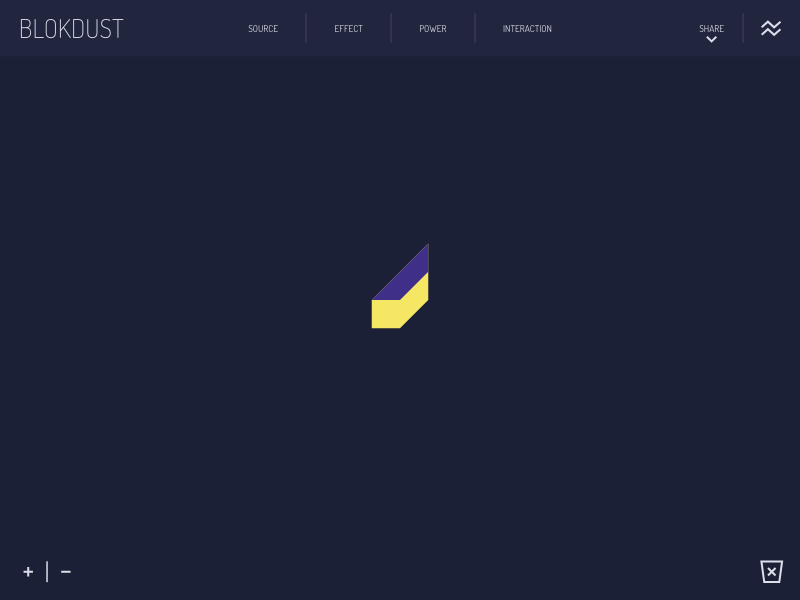 BLOKDUST
SOURCE
EFFECT
POWER
INTERACTION
SHARE